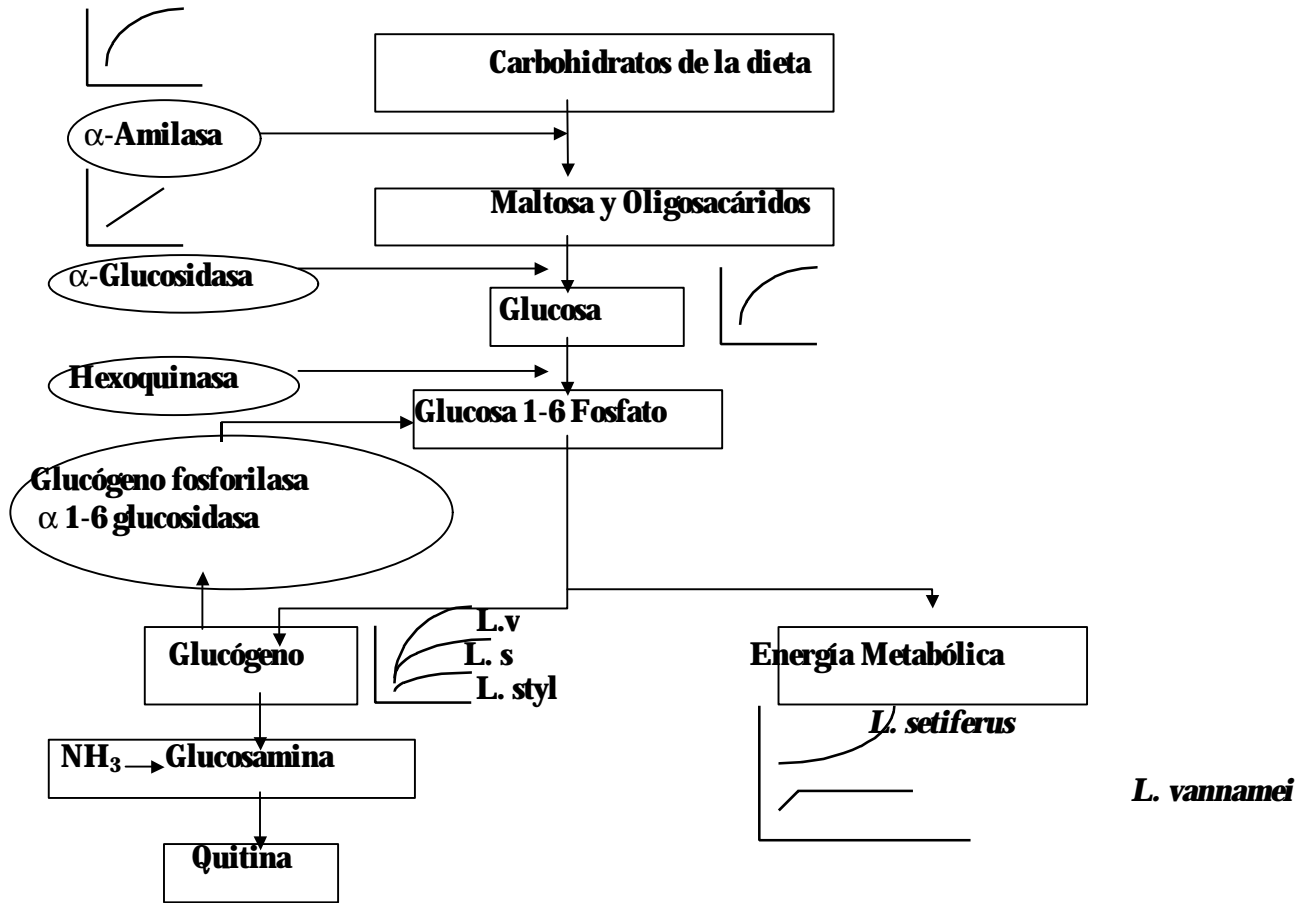 Carbohidratos de la dieta
α-Amilasa
Maltosa y Oligosacáridos
α-Glucosidasa
Glucosa
Hexoquinasa
Glucosa 1-6 Fosfato
Glucógeno fosforilasa
α 1-6 glucosidasa
L.v
Glucógeno
L. s
L. styl
Energía Metabólica
L. setiferus
NH₃
Glucosamina
L. vannamei
Quitina